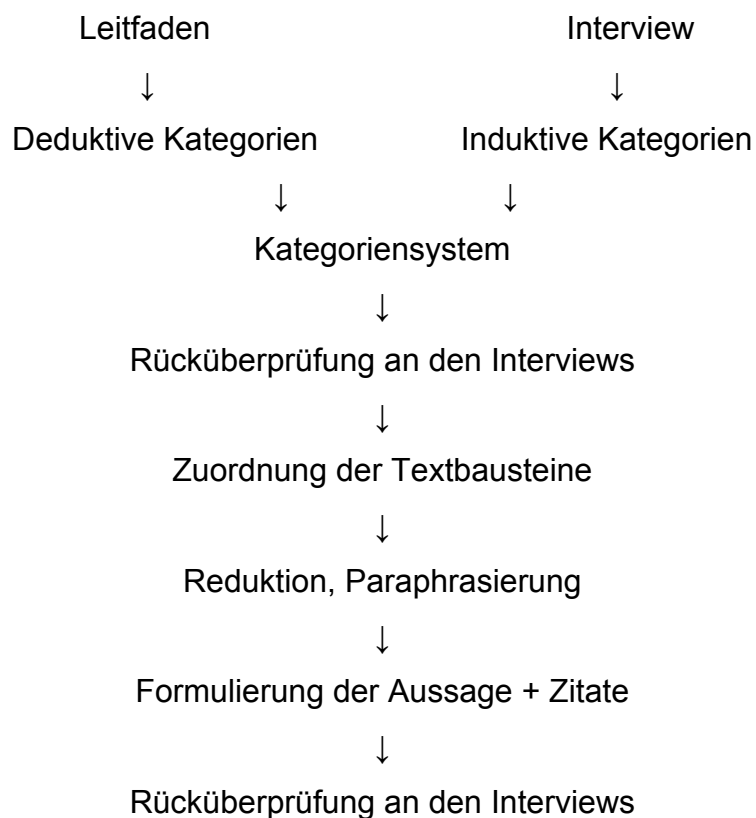 Leitfaden Interview
↓ ↓
Deduktive Kategorien Induktive Kategorien
↓ ↓
Kategoriensystem
↓
Rücküberprüfung an den Interviews
↓
Zuordnung der Textbausteine
↓
Reduktion, Paraphrasierung
↓
Formulierung der Aussage + Zitate
↓
Rücküberprüfung an den Interviews